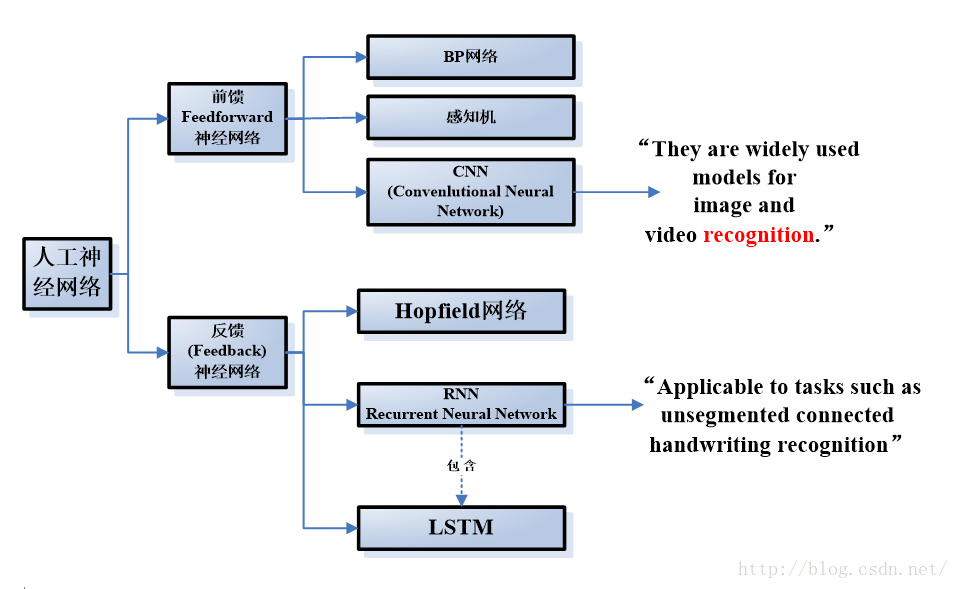 BP网络
前馈
Feedforward
神经网络
感知机
CNN
(Convenlutional Neural
Network)
“They are widely used
models for
image and
video recognition.”
人工神
经网络
Hopfield网络
反馈
(Feedback)
神经网络
RNN
Recurrent Neural Network
“Applicable to tasks such as
unsegmented connected
handwriting recognition”
包含
LSTM
http://blog.csdn.net/